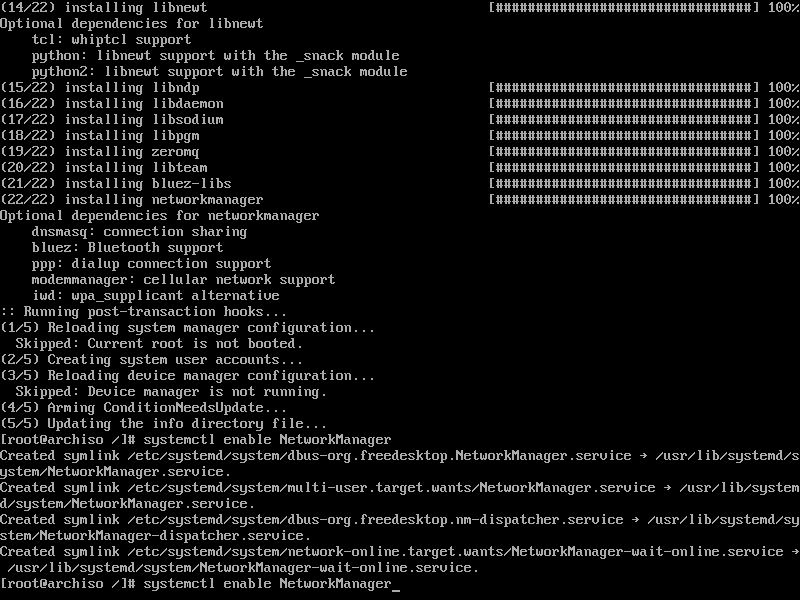 (14/22) installing libnewt [################################] 100%
Optional dependencies for libnewt
    tcl: whiptcl support
    python: libnewt support with the _snack module
    python2: libnewt support with the _snack module
(15/22) installing libndp [################################] 100%
(16/22) installing libdaemon [################################] 100%
(17/22) installing libsodium [################################] 100%
(18/22) installing libpgm [################################] 100%
(19/22) installing zeromq [################################] 100%
(20/22) installing libteam [################################] 100%
(21/22) installing bluez-libs [################################] 100%
(22/22) installing networkmanager [################################] 100%
Optional dependencies for networkmanager
    dnsmasq: connection sharing
    bluez: Bluetooth support
    ppp: dialup connection support
    modemmanager: cellular network support
    iwd: wpa_supplicant alternative
:: Running post-transaction hooks...
(1/5) Reloading system manager configuration...
  Skipped: Current root is not booted.
(2/5) Creating system user accounts...
(3/5) Reloading device manager configuration...
  Skipped: Device manager is not running.
(4/5) Arming ConditionNeedsUpdate...
(5/5) Updating the info directory file...
[root@archiso /]# systemctl enable NetworkManager
Created symlink /etc/systemd/system/dbus-org.freedesktop.NetworkManager.service → /usr/lib/systemd/s
ystem/NetworkManager.service.
Created symlink /etc/systemd/system/multi-user.target.wants/NetworkManager.service → /usr/lib/system
d/system/NetworkManager.service.
Created symlink /etc/systemd/system/dbus-org.freedesktop.nm-dispatcher.service → /usr/lib/systemd/sy
stem/NetworkManager-dispatcher.service.
Created symlink /etc/systemd/system/network-online.target.wants/NetworkManager-wait-online.service →
 /usr/lib/systemd/system/NetworkManager-wait-online.service.
[root@archiso /]# systemctl enable NetworkManager_